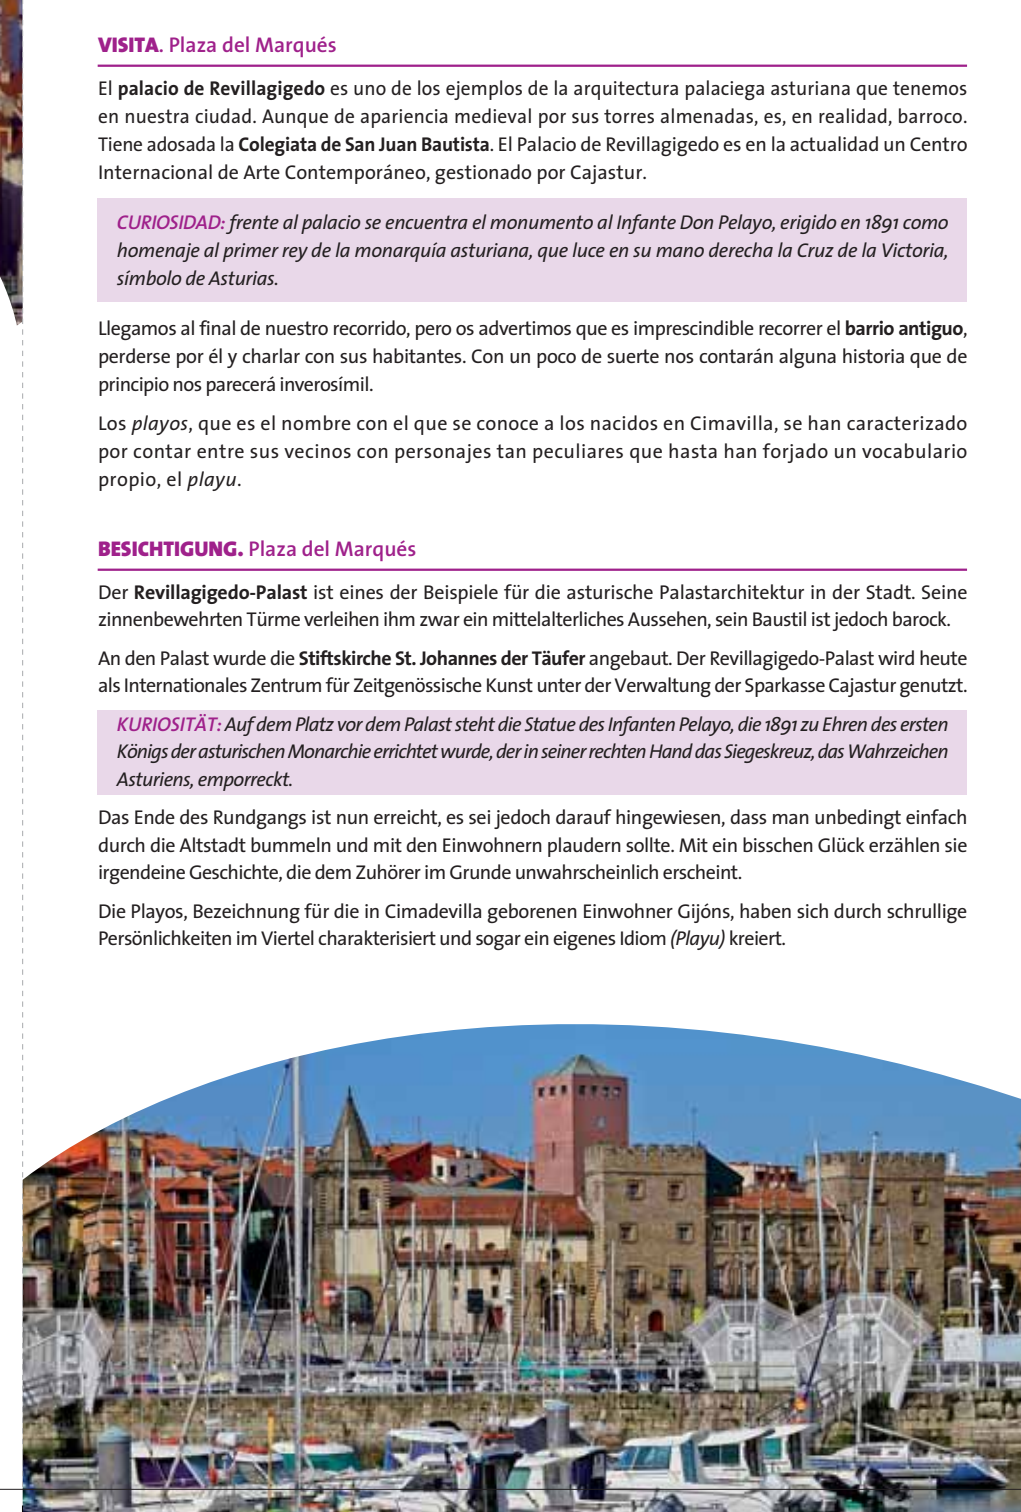 VISITA. Plaza del Marqués
El palacio de Revillagigedo es uno de los ejemplos de la arquitectura palaciega asturiana que tenemos
en nuestra ciudad. Aunque de apariencia medieval por sus torres almenadas, es, en realidad, barroco.
Tiene adosada la Colegiata de San Juan Bautista. El Palacio de Revillagigedo es en la actualidad un Centro
Internacional de Arte Contemporáneo, gestionado por Cajastur.
CURIOSIDAD: frente al palacio se encuentra el monumento al Infante Don Pelayo, erigido en 1891 como
homenaje al primer rey de la monarquía asturiana, que luce en su mano derecha la Cruz de la Victoria,
símbolo de Asturias.
Llegamos al final de nuestro recorrido, pero os advertimos que es imprescindible recorrer el barrio antiguo,
perderse por él y charlar con sus habitantes. Con un poco de suerte nos contarán alguna historia que de
principio nos parecerá inverosímil.
Los playos, que es el nombre con el que se conoce a los nacidos en Cimavilla, se han caracterizado
por contar entre sus vecinos con personajes tan peculiares que hasta han forjado un vocabulario
propio, el playu.
BESICHTIGUNG. Plaza del Marqués
Der Revillagigedo-Palast ist eines der Beispiele für die asturische Palastarchitektur in der Stadt. Seine
zinnenbewehrten Türme verleihen ihm zwar ein mittelalterliches Aussehen, sein Baustil ist jedoch barock.
An den Palast wurde die Stiftskirche St. Johannes der Täufer angebaut. Der Revillagigedo-Palast wird heute
als Internationales Zentrum für Zeitgenössische Kunst unter der Verwaltung der Sparkasse Cajastur genutzt.
KURIOSITÄT: Auf dem Platz vor dem Palast steht die Statue des Infanten Pelayo, die 1891 zu Ehren des ersten
Königs der asturischen Monarchie errichtet wurde, der in seiner rechten Hand das Siegeskreuz, das Wahrzeichen
Asturiens, emporreckt.
Das Ende des Rundgangs ist nun erreicht, es sei jedoch darauf hingewiesen, dass man unbedingt einfach
durch die Altstadt bummeln und mit den Einwohnern plaudern sollte. Mit ein bisschen Glück erzählen sie
irgendeine Geschichte, die dem Zuhörer im Grunde unwahrscheinlich erscheint.
Die Playos, Bezeichnung für die in Cimadevilla geborenen Einwohner Gijóns, haben sich durch schrullige
Persönlichkeiten im Viertel charakterisiert und sogar ein eigenes Idiom (Playu) kreiert.